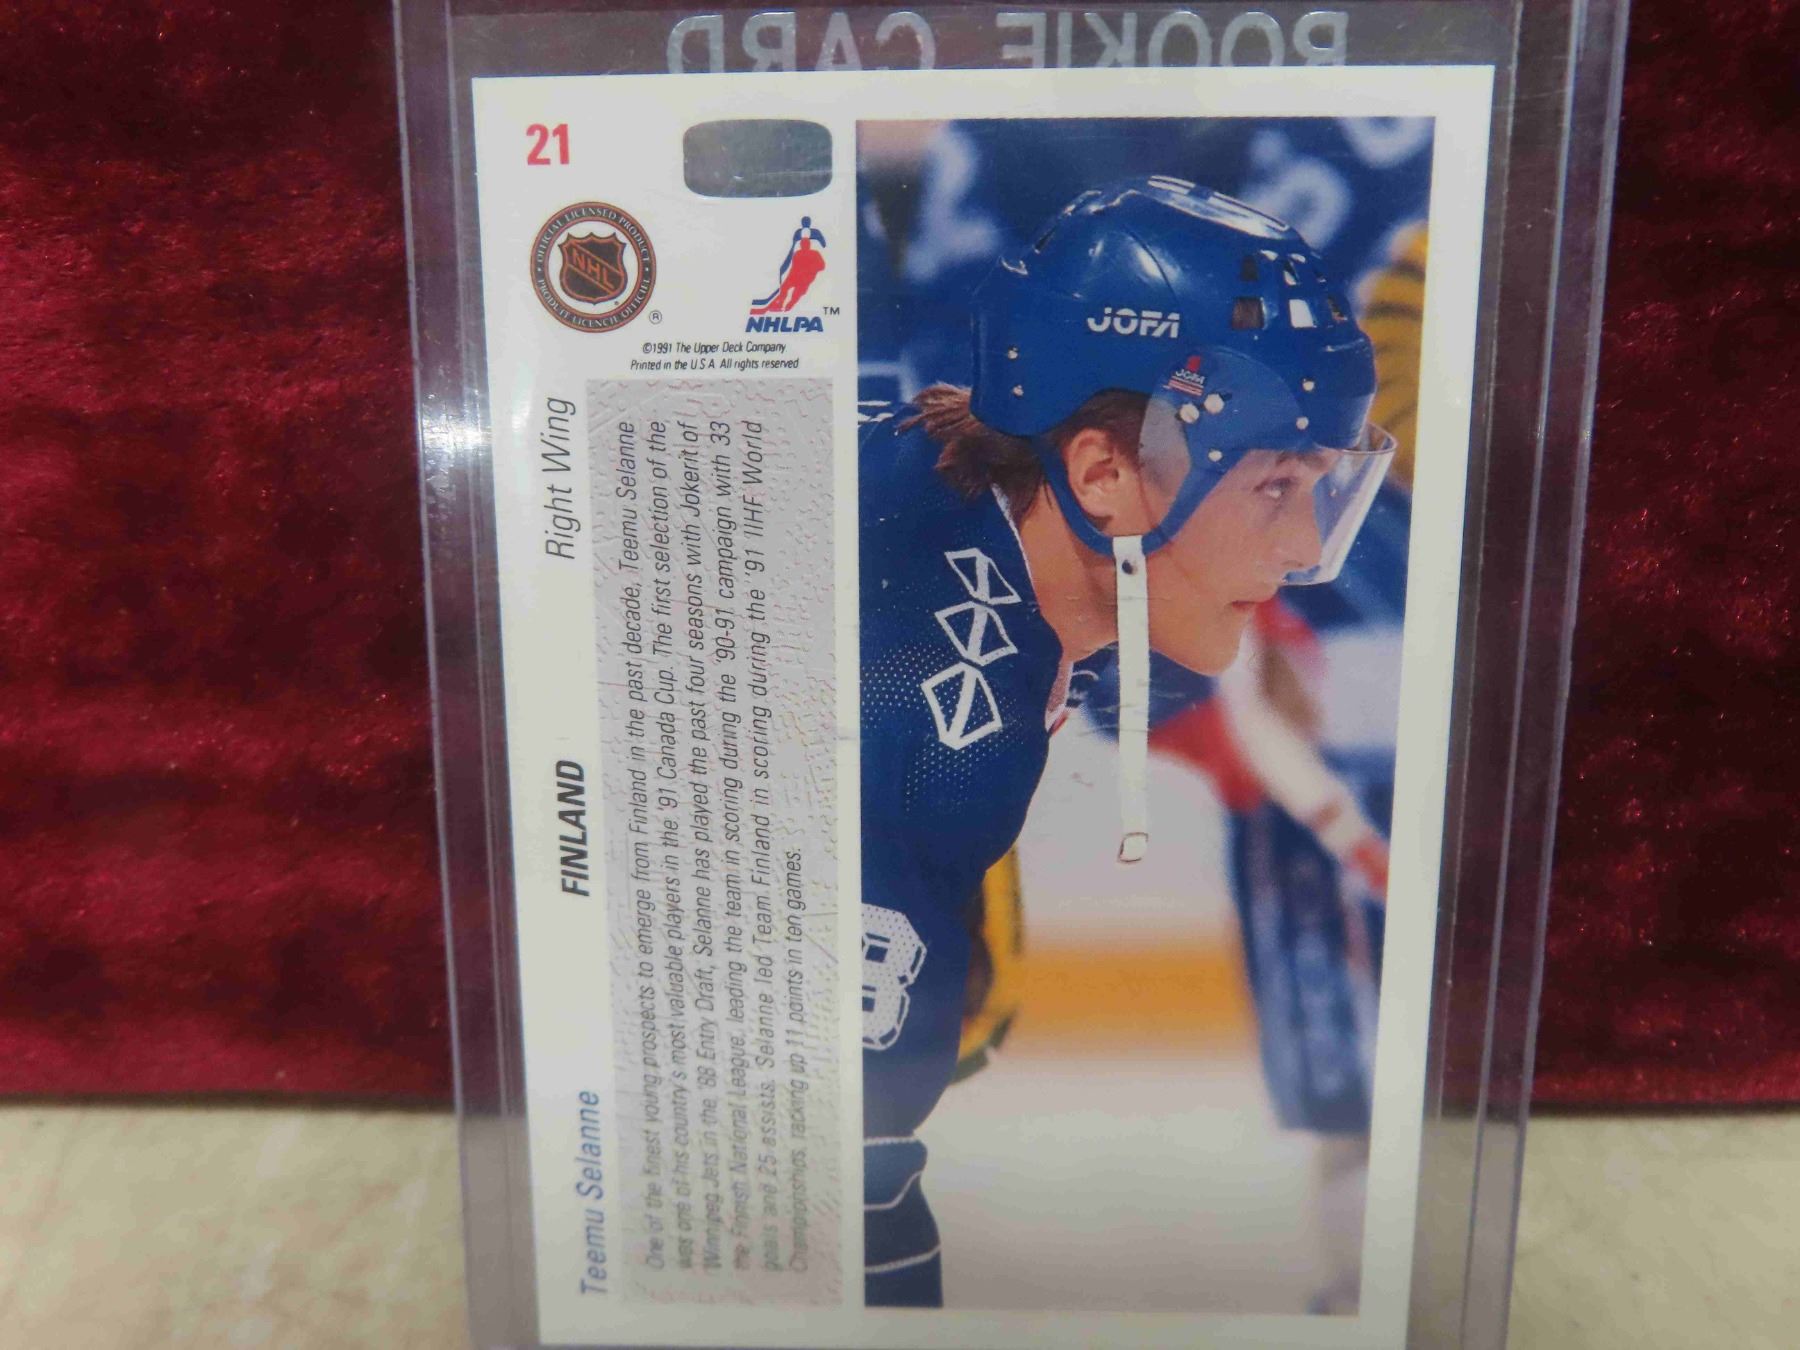 ROOKIE CARD
21
OFFICIAL LICENSED PRODUCT
NHL
PRODUIT LICENCIÉ OFFICIEL
®
NHLPA™
©1991 The Upper Deck Company
Printed in the U.S.A. All rights reserved
Teemu Selanne FINLAND Right Wing
One of the finest young prospects to emerge from Finland in the past decade, Teemu Selanne
was one of his country's most valuable players in the '91 Canada Cup. The first selection of the
Winnipeg Jets in the '88 Entry Draft, Selanne has played the past four seasons with Jokerit of
the Finnish National League, leading the team in scoring during the '90-91 campaign with 33
goals and 25 assists. Selanne led Team Finland in scoring during the '91 IIHF World
Championships, racking up 11 points in ten games.
JOFA
JOFA
8